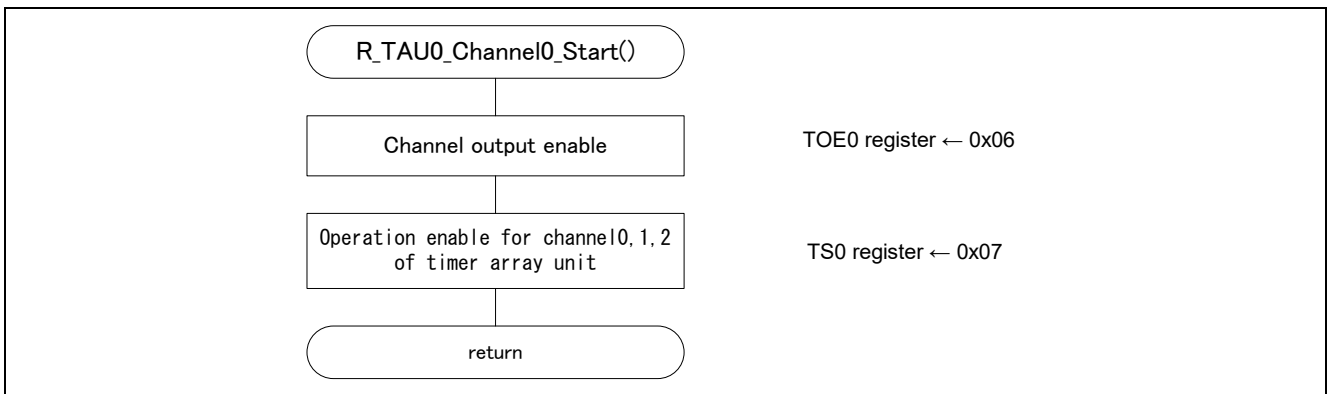 R_TAU0_Channel0_Start()
Channel output enable
TOE0 register ← 0x06
Operation enable for channel0,1,2
of timer array unit
TS0 register ← 0x07
return